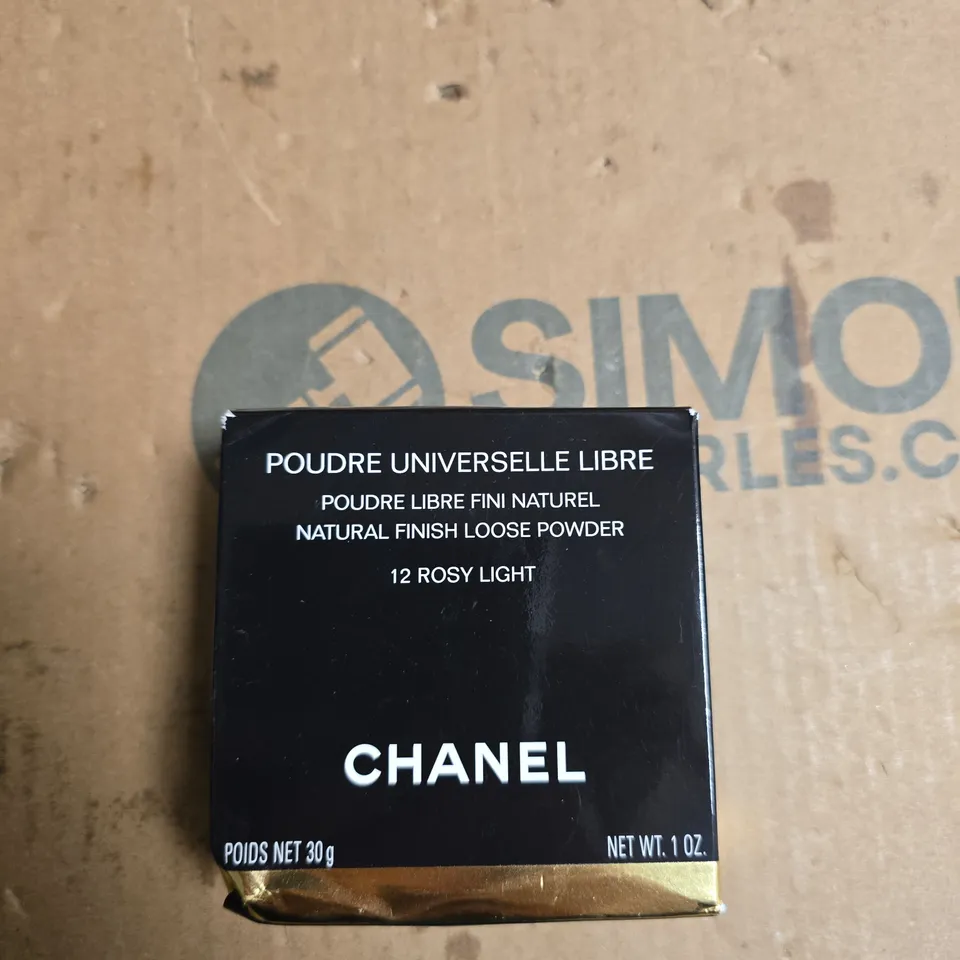 SIMO
RLES.C
POUDRE UNIVERSELLE LIBRE
POUDRE LIBRE FINI NATUREL
NATURAL FINISH LOOSE POWDER
12 ROSY LIGHT
CHANEL
POIDS NET 30g
NET WT. 1 OZ.